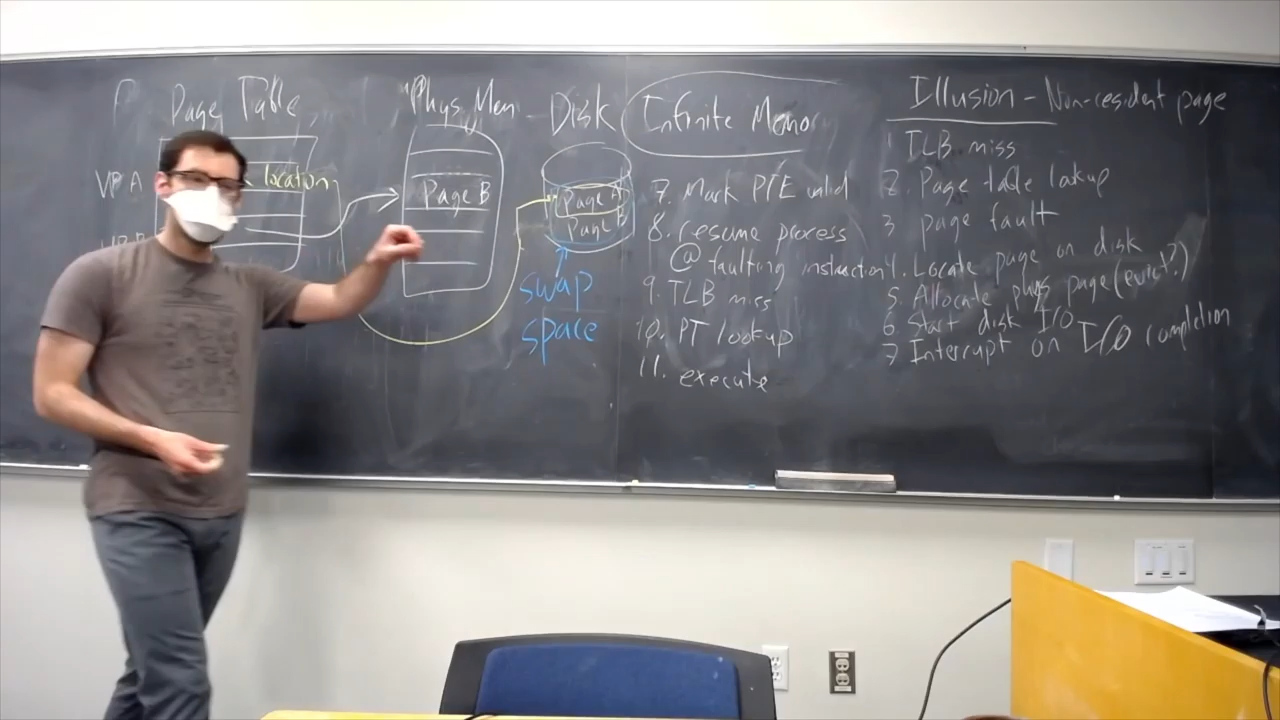 Page Table
VP A
location
"Phys. Mem
Page B
Disk
Page A
Page B
swap
space
Infinite Memo
7. Mark PTE valid
8. resume process
@ faulting instruction
9. TLB miss
10. PT lookup
11. execute
Illusion - Non-resident page
1 TLB miss
2. Page table lookup
3 page fault
4. Locate page on disk
5. Allocate phys page (evict?)
6 Start disk I/O
7 Interrupt on I/O completion